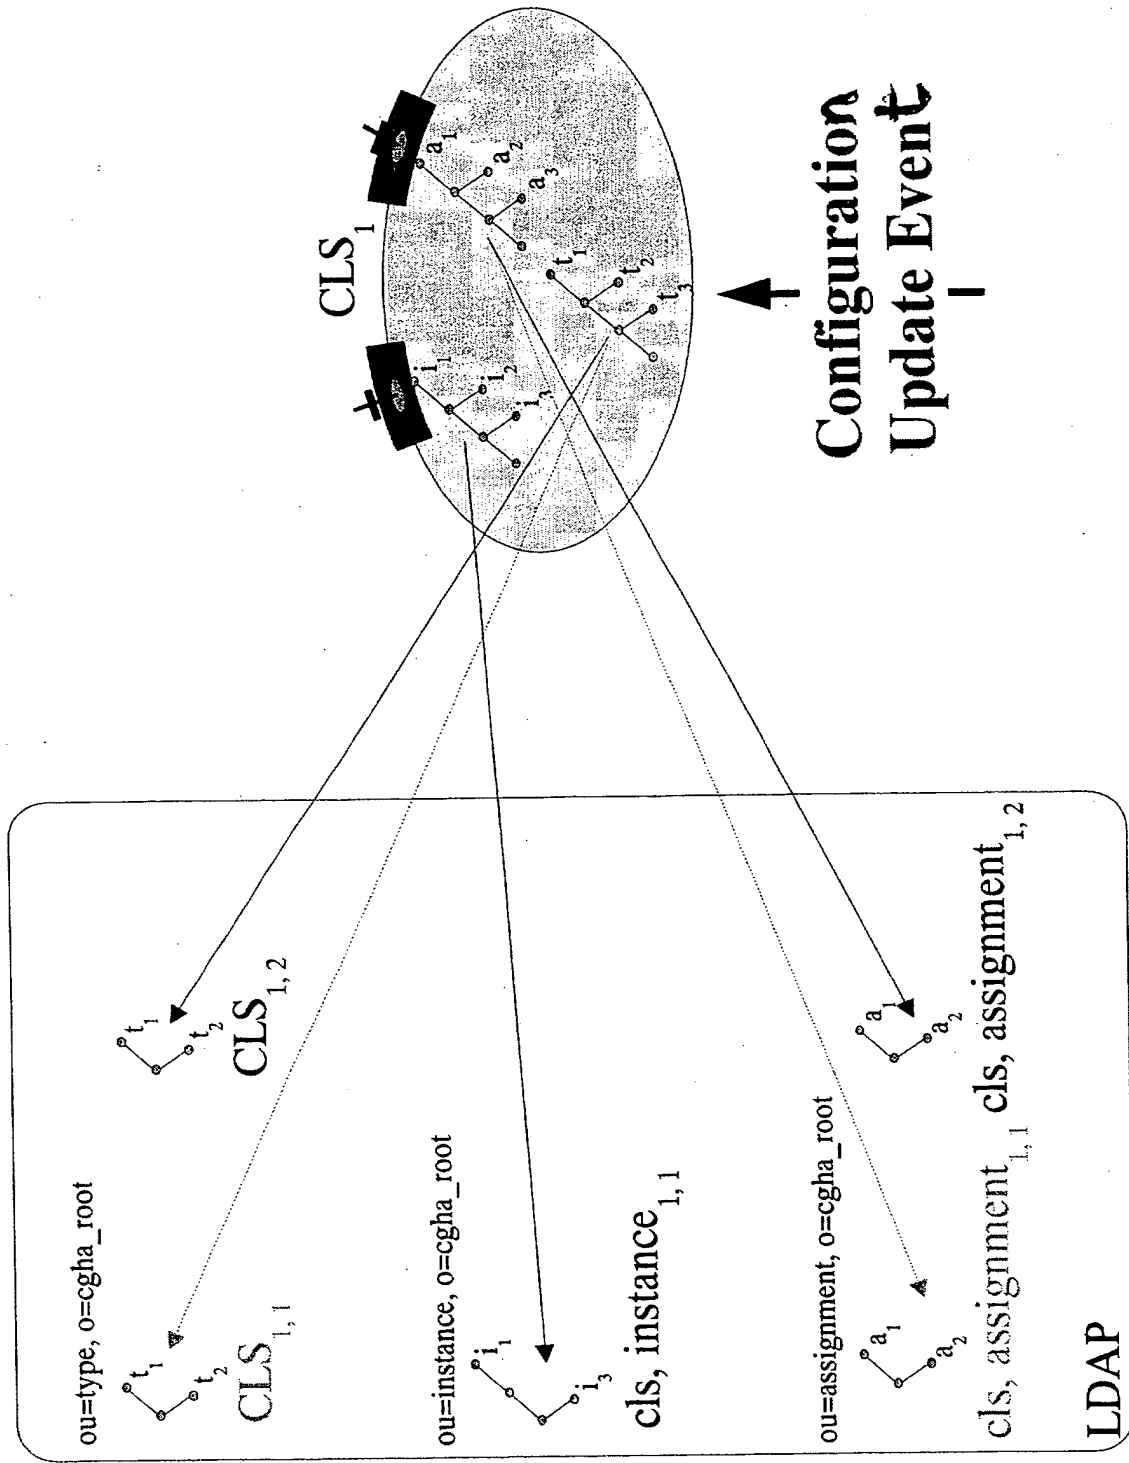 ou=type, o=cgha_root
t1
t2
CLS1, 1
t1
t2
CLS1, 2
ou=instance, o=cgha_root
i1
i3
cls, instance1, 1
ou=assignment, o=cgha_root
a1
a2
cls, assignment1, 1
a1
a2
cls, assignment1, 2
LDAP
CLS1
i1
i2
i3
a1
a2
a3
t1
t2
t3
Configuration
Update Event